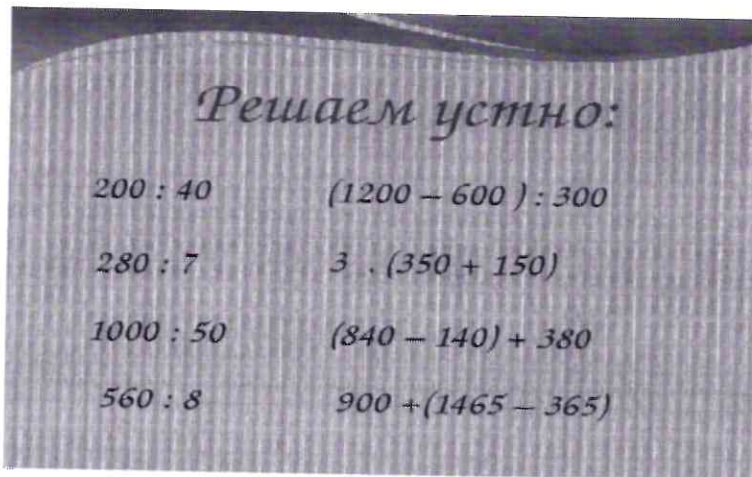 Решаем устно:
200 : 40 (1200 – 600 ) : 300
280 : 7 3 . (350 + 150)
1000 : 50 (840 – 140) + 380
560 : 8 900 +(1465 – 365)